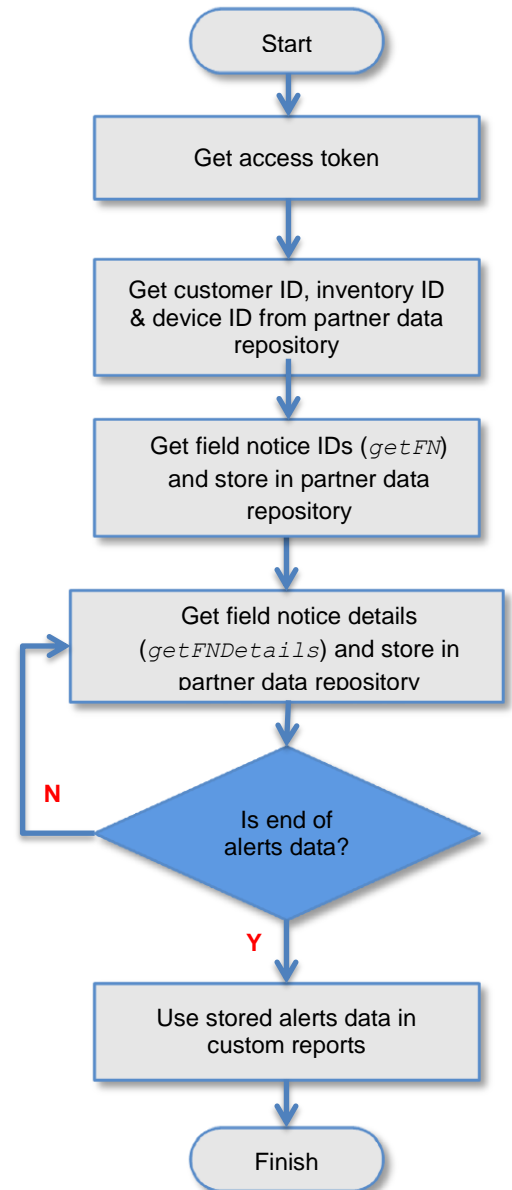 Start
Get access token
Get customer ID, inventory ID
& device ID from partner data
repository
Get field notice IDs (getFN)
and store in partner data
repository
Get field notice details
(getFNDetails) and store in
partner data repository
N
Is end of
alerts data?
Y
Use stored alerts data in
custom reports
Finish